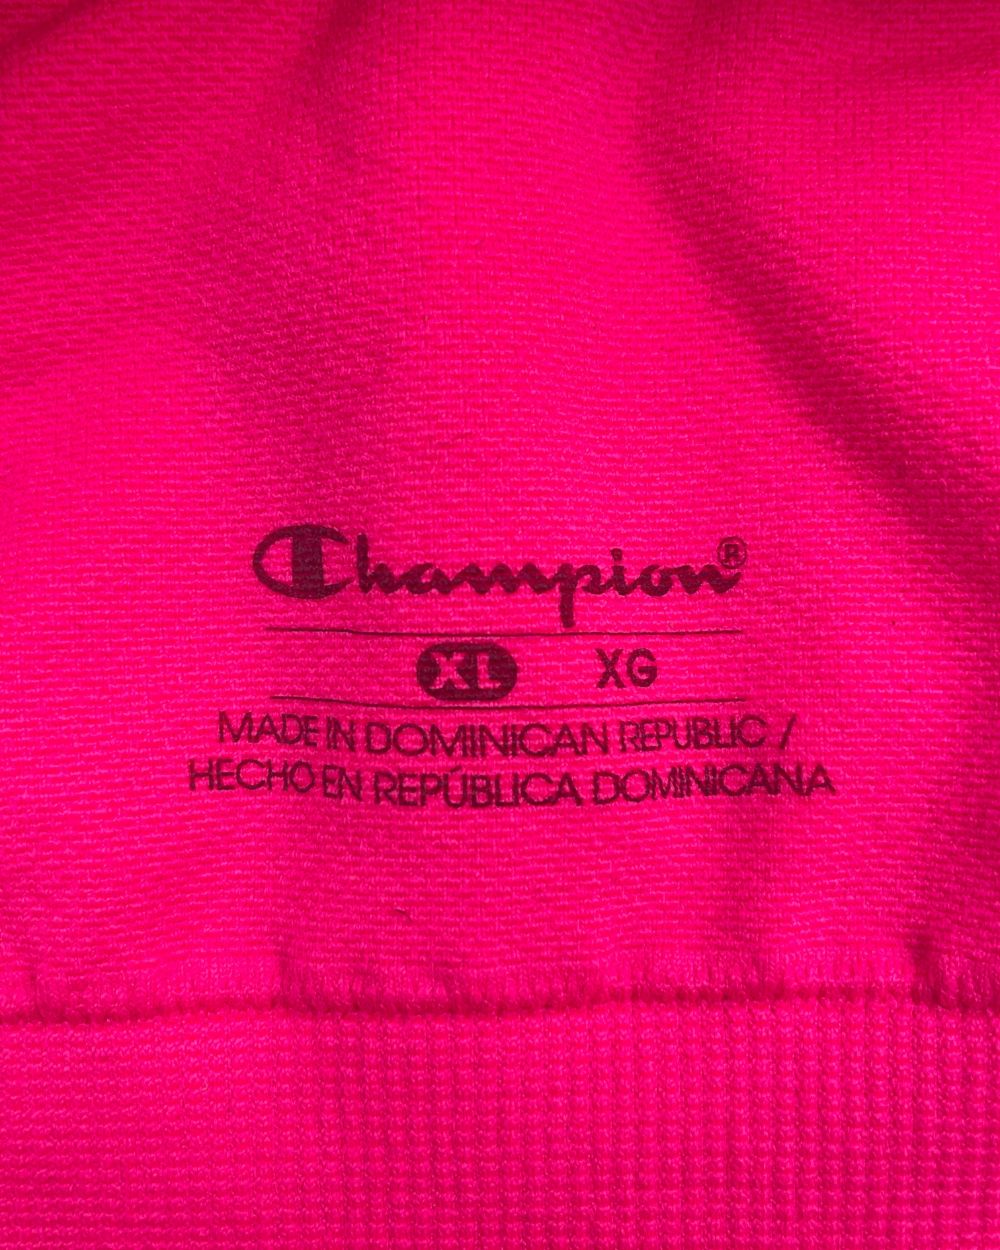 Champion®
XL XG
MADE IN DOMINICAN REPUBLIC /
HECHO EN REPÚBLICA DOMINICANA